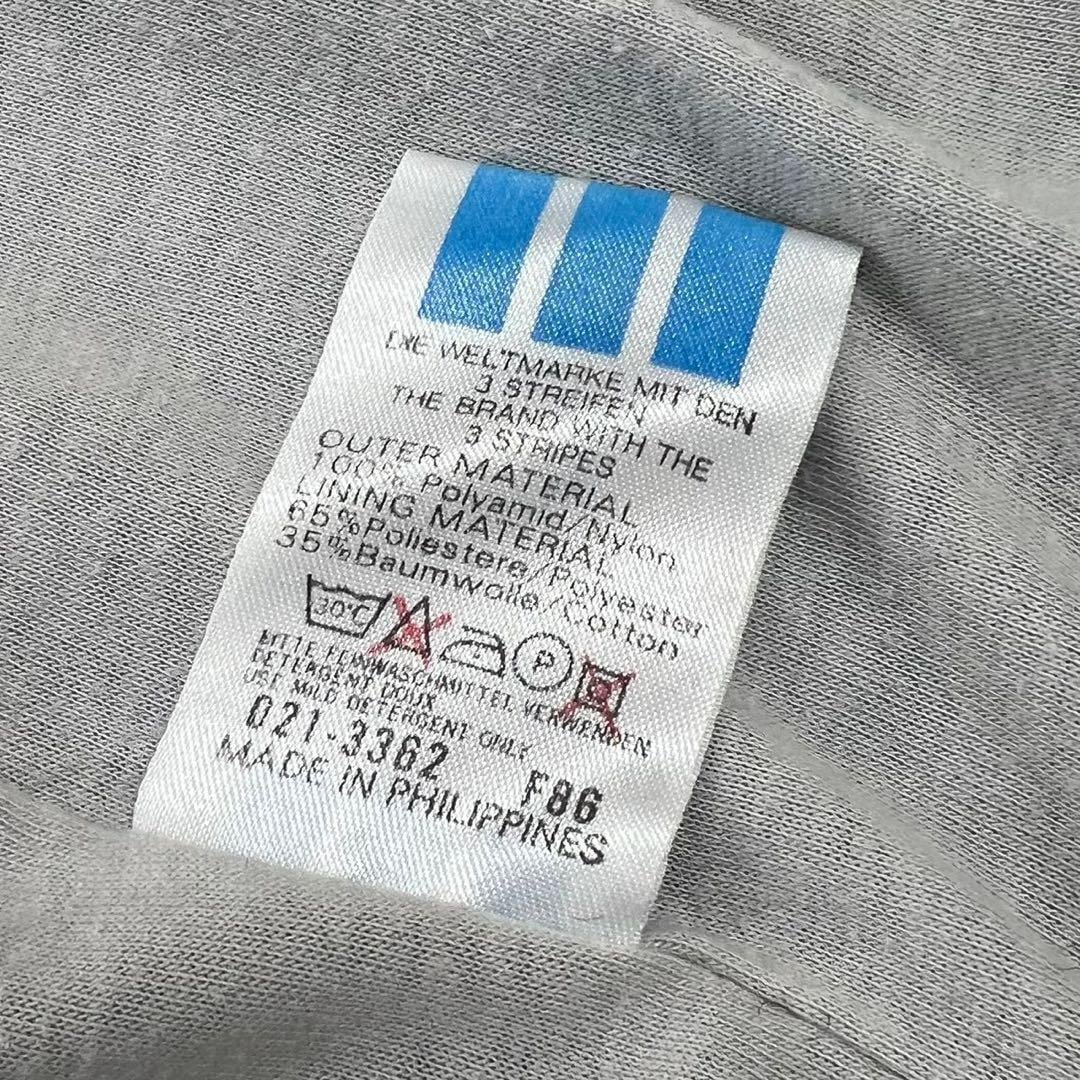 DIE WELTMARKE MIT DEN
3 STREIFEN
THE BRAND WITH THE
3 STRIPES
OUTER MATERIAL
100% Polyamid/Nylon
LINING MATERIAL
65%Poliestere/Polyester
35%Baumwolle/Cotton
30°C P
BITTE FEINWASCHMITTEL VERWENDEN
DETERGENT DOUX
USE MILD DETERGENT ONLY
021-3362 F86
MADE IN PHILIPPINES